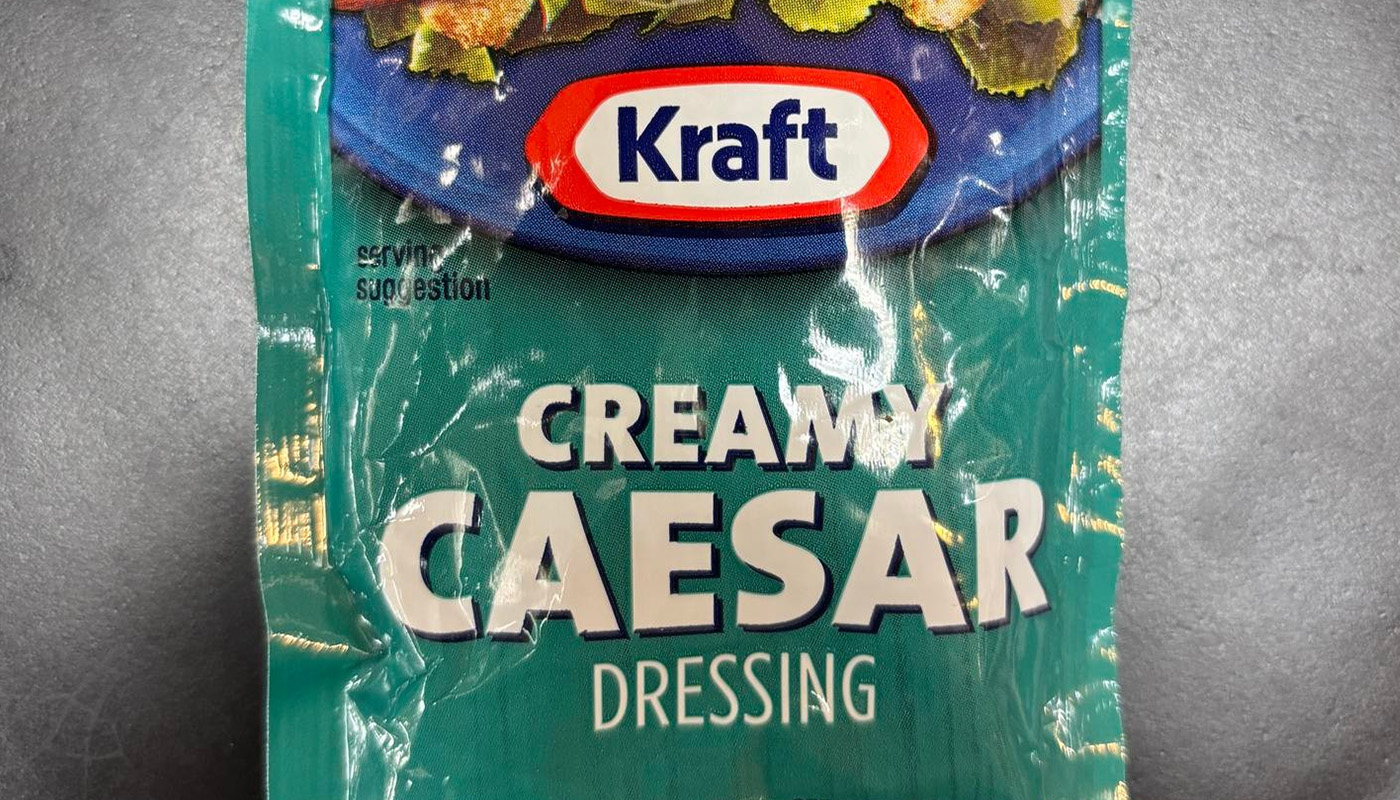 Kraft
serving
suggestion
CREAMY
CAESAR
DRESSING